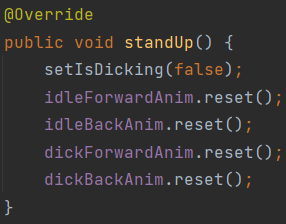 @Override
public void standUp() {
    setIsDicking(false);
    idleForwardAnim.reset();
    idleBackAnim.reset();
    dickForwardAnim.reset();
    dickBackAnim.reset();
}